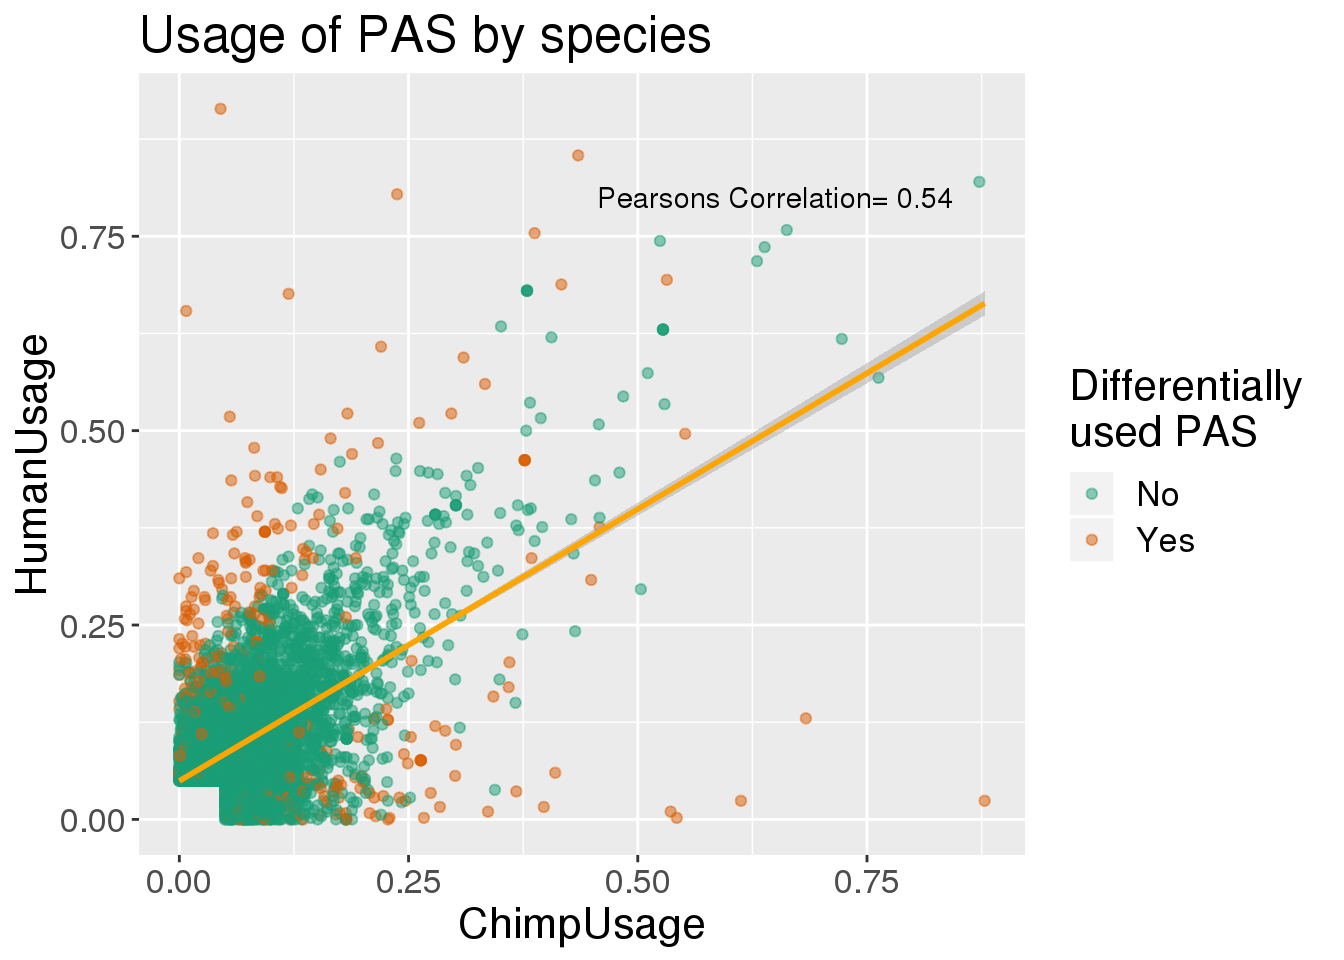 Usage of PAS by species
Pearsons Correlation= 0.54
HumanUsage
0.75
0.50
0.25
0.00
0.00 0.25 0.50 0.75
ChimpUsage
Differentially
used PAS
No
Yes